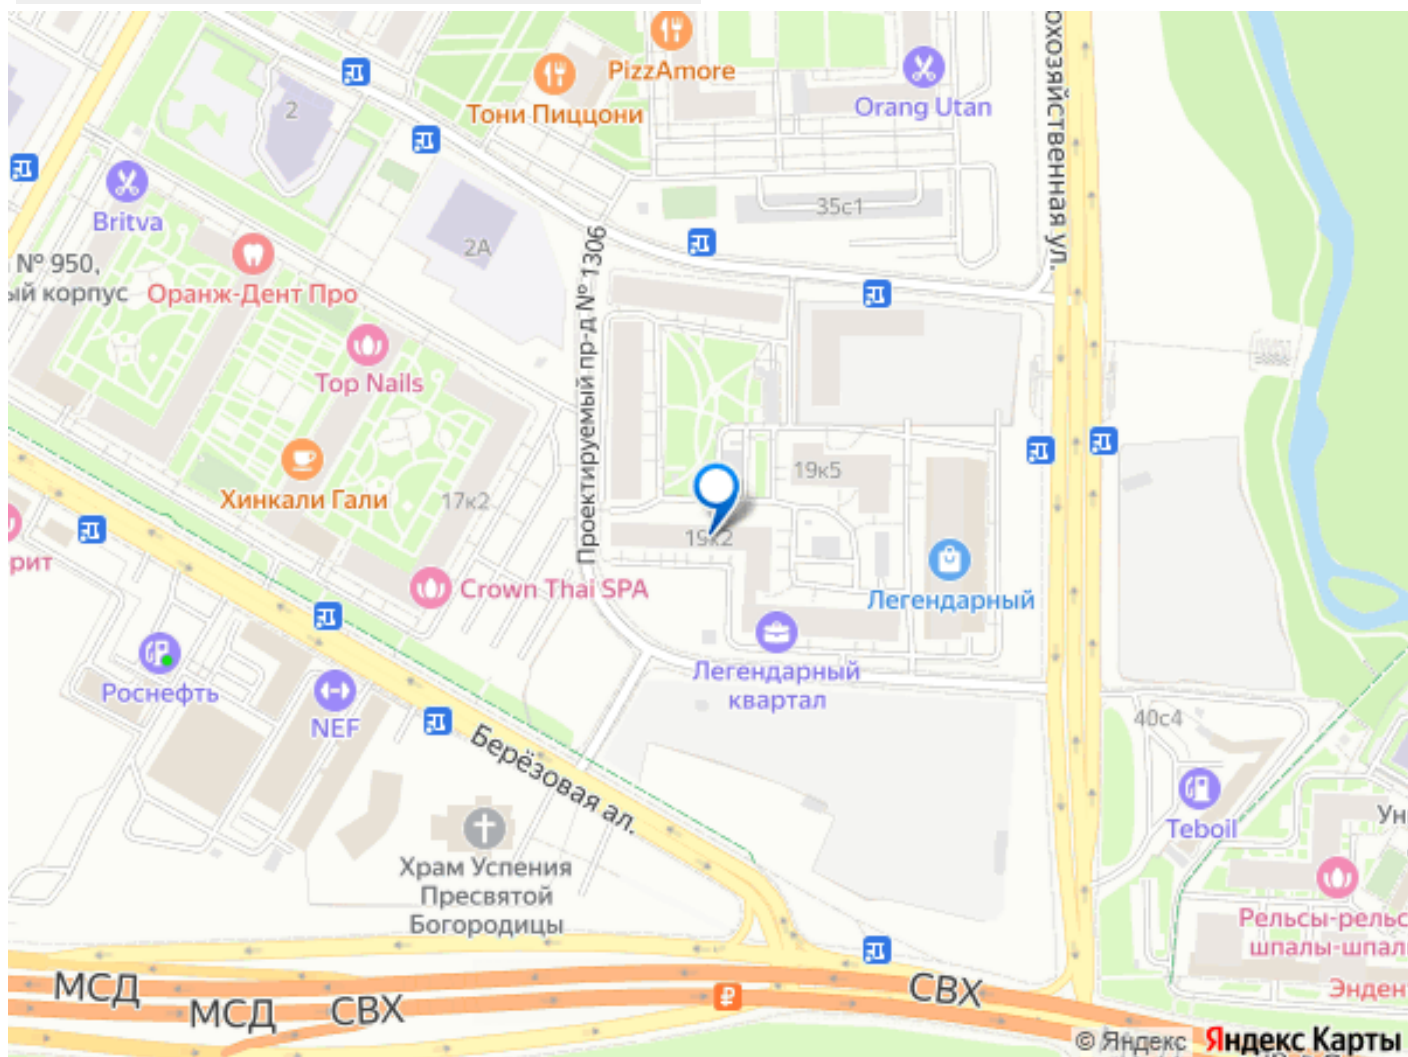 PizzAmore
Тони Пиццони
Orang Utan
охозяйственная ул.
2
Britva
35с1
2А
№ 950,
ый корпус
Оранж-Дент Про
Проектируемый пр-д № 1306
Top Nails
Хинкали Гали
17к2
19к5
19к2
рит
Crown Thai SPA
Легендарный
Роснефть
NEF
Легендарный
квартал
40с4
Берёзовая ал.
Teboil
Ун
Храм Успения
Пресвятой
Богородицы
Рельсы-рельс
шпалы-шпал
Энден
МСД
МСД
СВХ
СВХ
© Яндекс Яндекс Карты